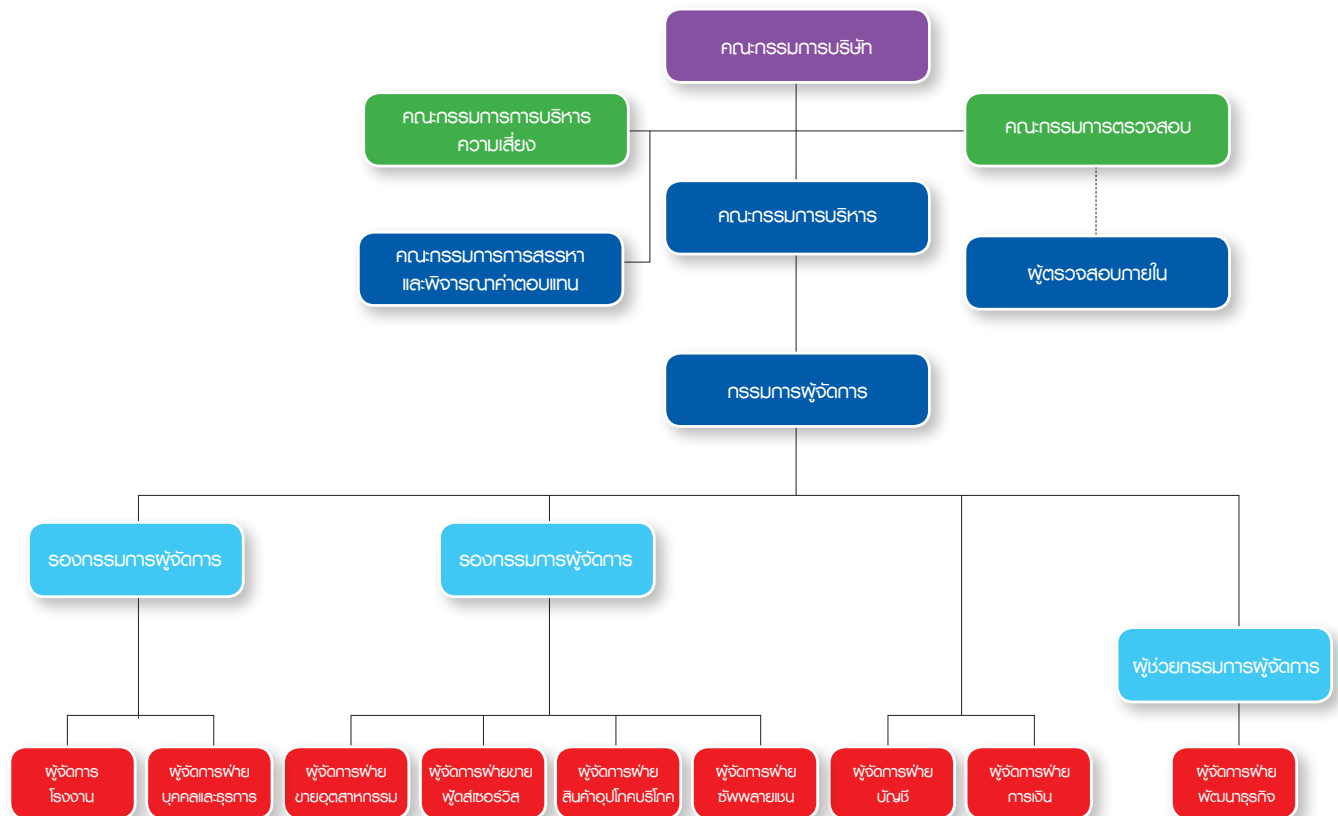 คณะกรรมการบริษัท
คณะกรรมการการบริหาร
ความเสี่ยง
คณะกรรมการตรวจสอบ
คณะกรรมการบริหาร
คณะกรรมการการสรรหา
และพิจารณาค่าตอบแทน
ผู้ตรวจสอบภายใน
กรรมการผู้จัดการ
รองกรรมการผู้จัดการ
รองกรรมการผู้จัดการ
ผู้ช่วยกรรมการผู้จัดการ
ผู้จัดการ
โรงงาน
ผู้จัดการฝ่าย
บุคคลและธุรการ
ผู้จัดการฝ่าย
ขายอุตสาหกรรม
ผู้จัดการฝ่ายขาย
ฟู้ดส์เซอร์วิส
ผู้จัดการฝ่าย
สินค้าอุปโภคบริโภค
ผู้จัดการฝ่าย
ซัพพลายเชน
ผู้จัดการฝ่าย
บัญชี
ผู้จัดการฝ่าย
การเงิน
ผู้จัดการฝ่าย
พัฒนาธุรกิจ